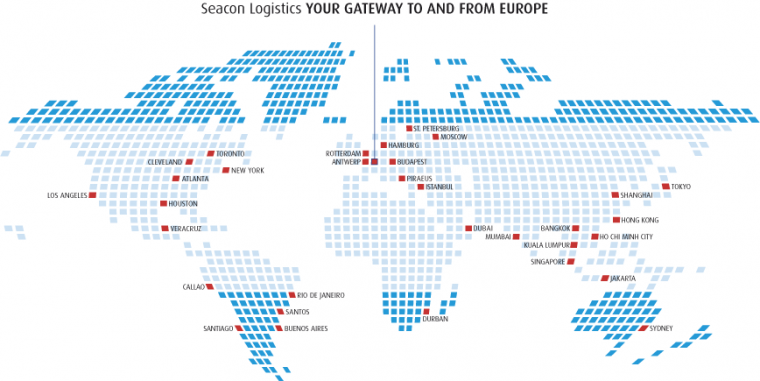 Seacon Logistics YOUR GATEWAY TO AND FROM EUROPE
ST. PETERSBURG
MOSCOW
HAMBURG
ROTTERDAM
TORONTO
CLEVELAND
ANTWERP
BUDAPEST
NEW YORK
ATLANTA
PIRAEUS
ISTANBUL
TOKYO
LOS ANGELES
SHANGHAI
HOUSTON
HONG KONG
VERACRUZ
DUBAI
BANGKOK
MUMBAI
HO CHI MINH CITY
KUALA LUMPUR
SINGAPORE
JAKARTA
CALLAO
RIO DE JANEIRO
SANTOS
DURBAN
SANTIAGO
BUENOS AIRES
SYDNEY